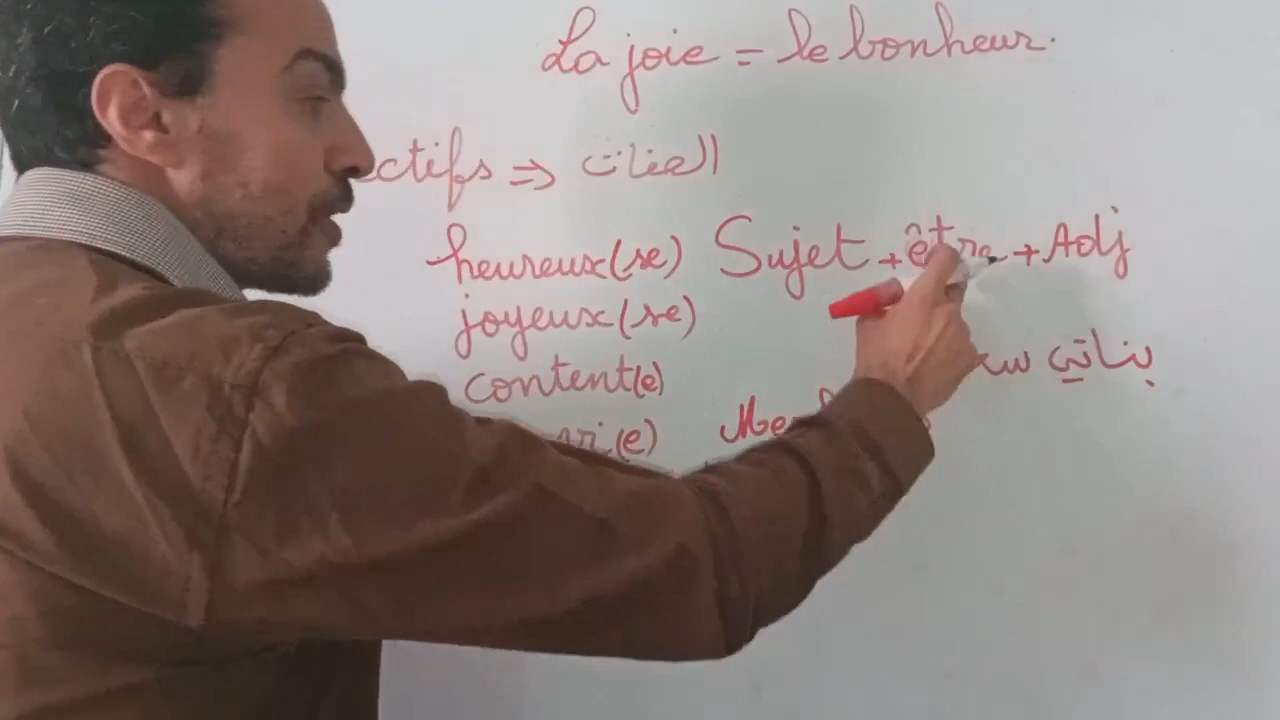 La joie = le bonheur.
ctifs => الصفات
heureux(se) Sujet + être + Adj
joyeux(se)
content(e) بناتي
(e)